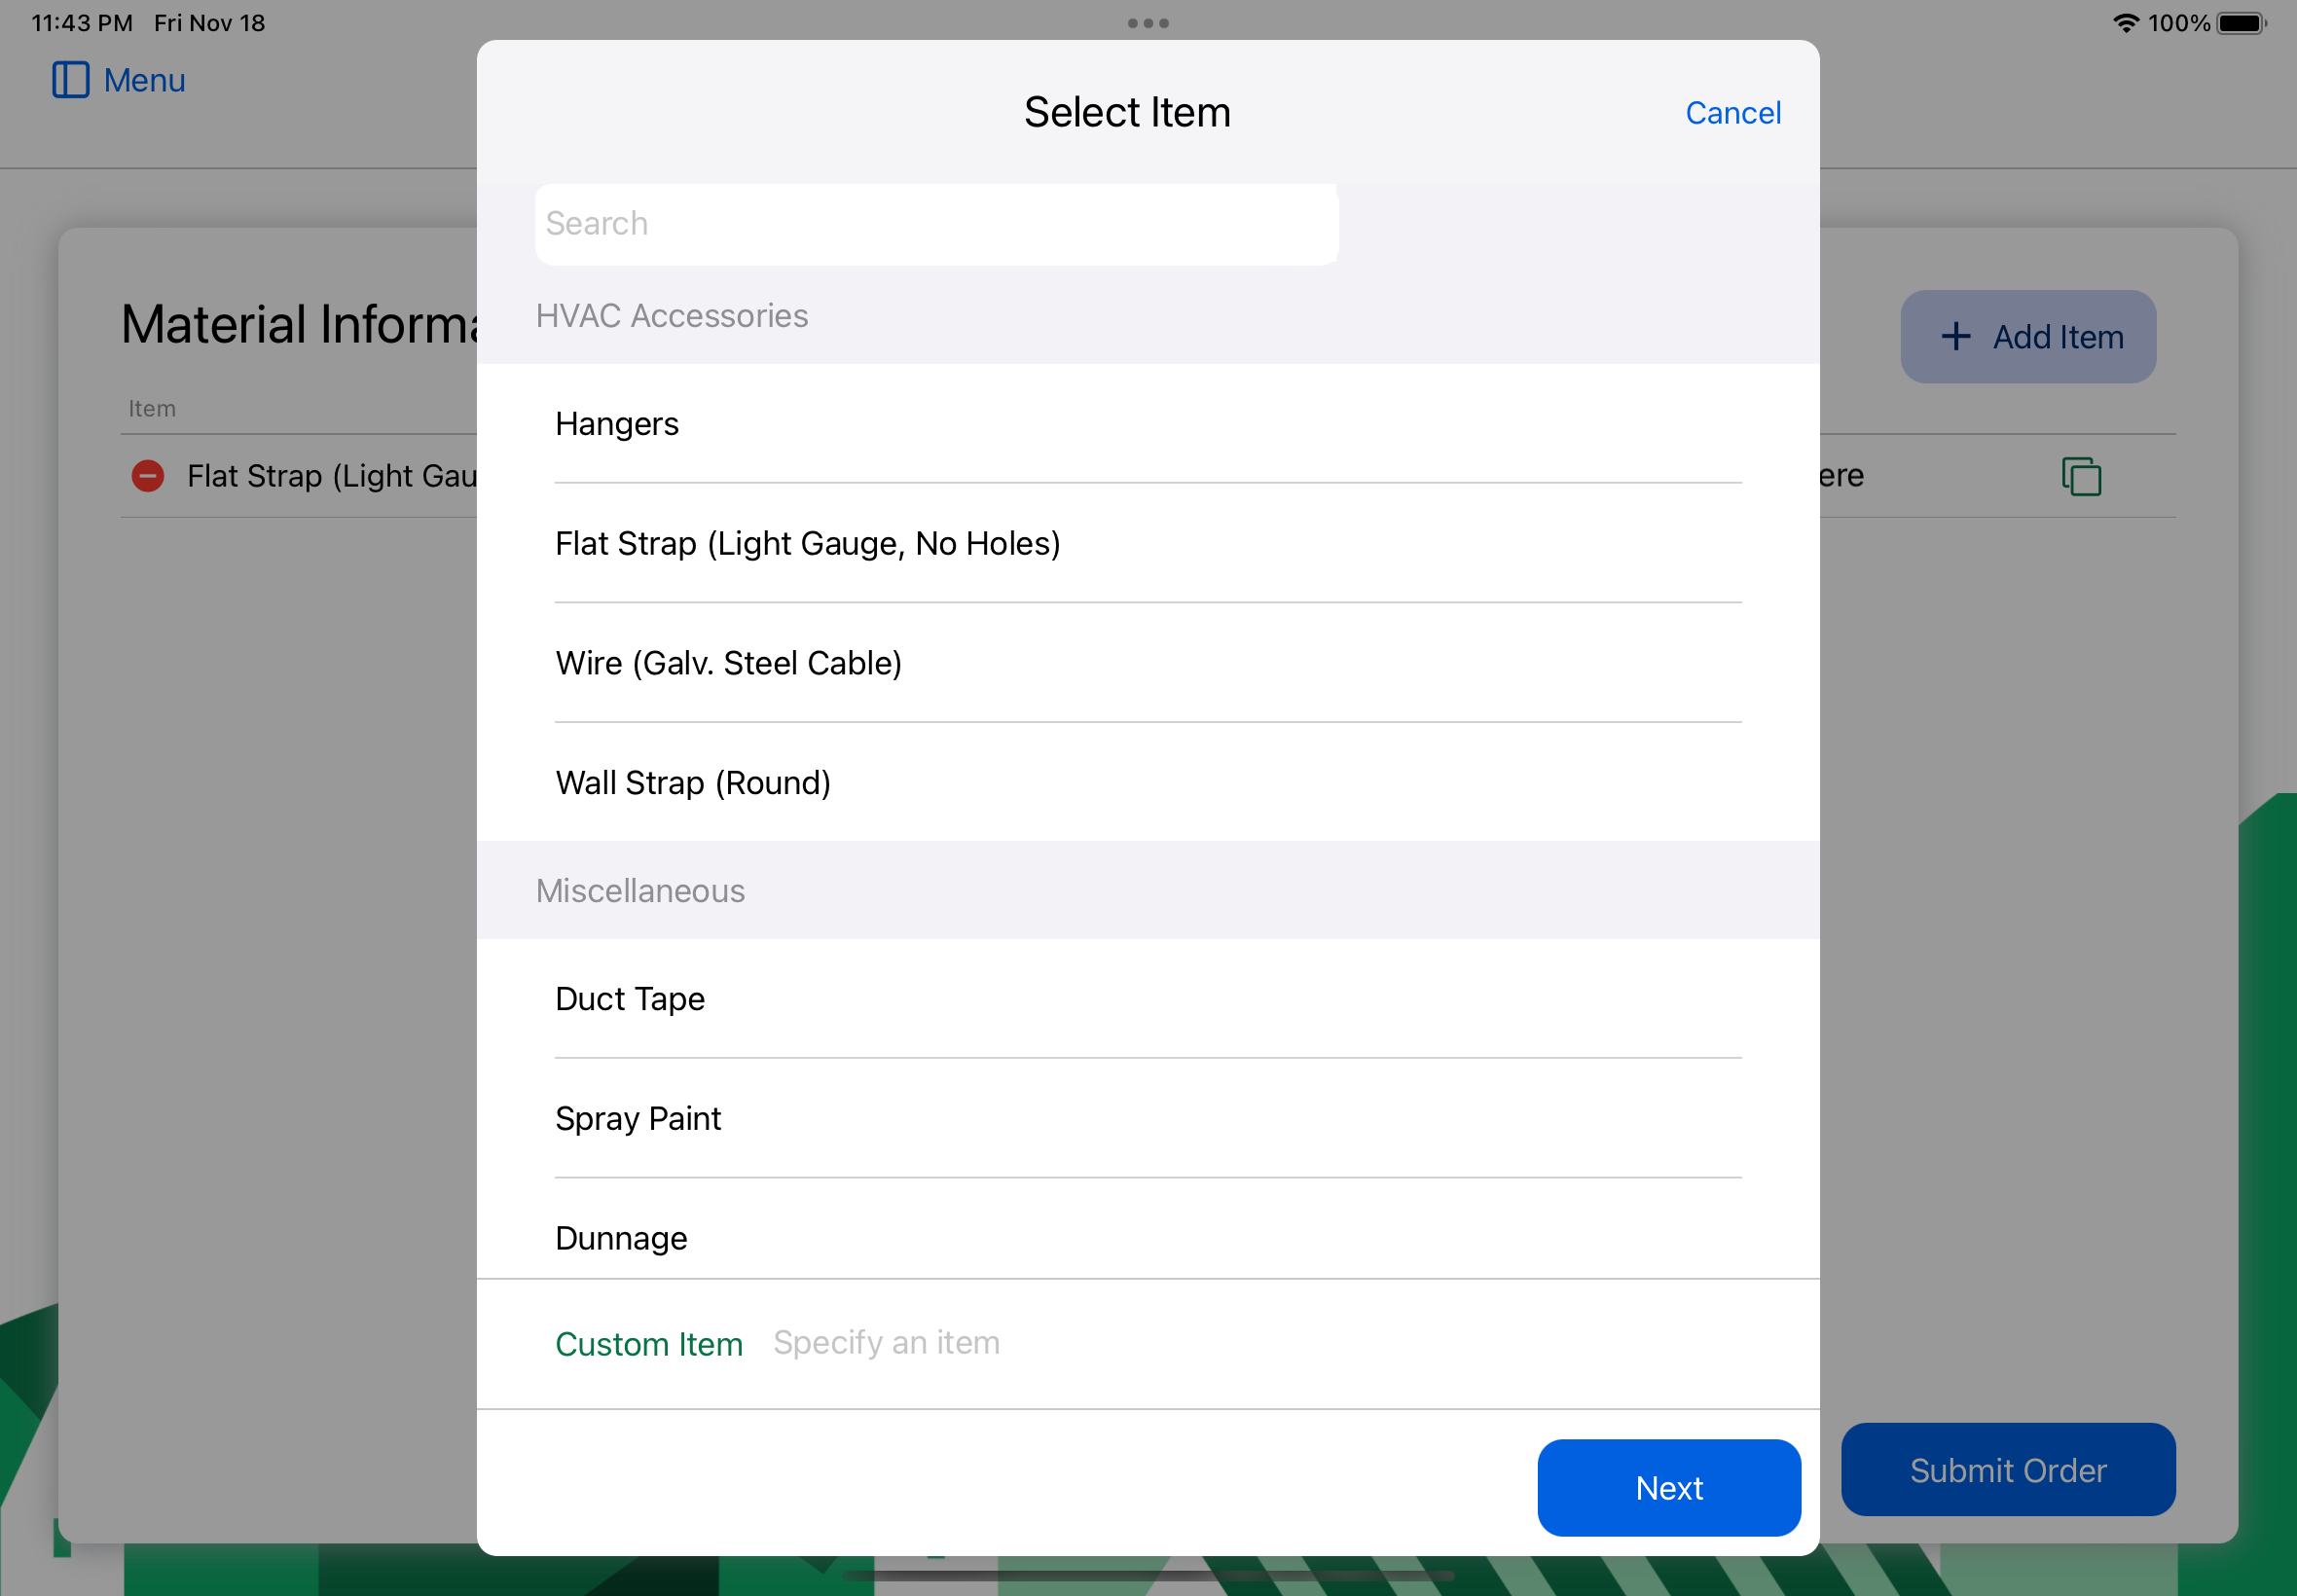 11:43 PM Fri Nov 18
100%
Menu
Select Item
Cancel
Search
HVAC Accessories
Material Informa
Add Item
Item
Hangers
Flat Strap (Light Gau
ere
Flat Strap (Light Gauge, No Holes)
Wire (Galv. Steel Cable)
Wall Strap (Round)
Miscellaneous
Duct Tape
Spray Paint
Dunnage
Custom Item Specify an item
Next
Submit Order